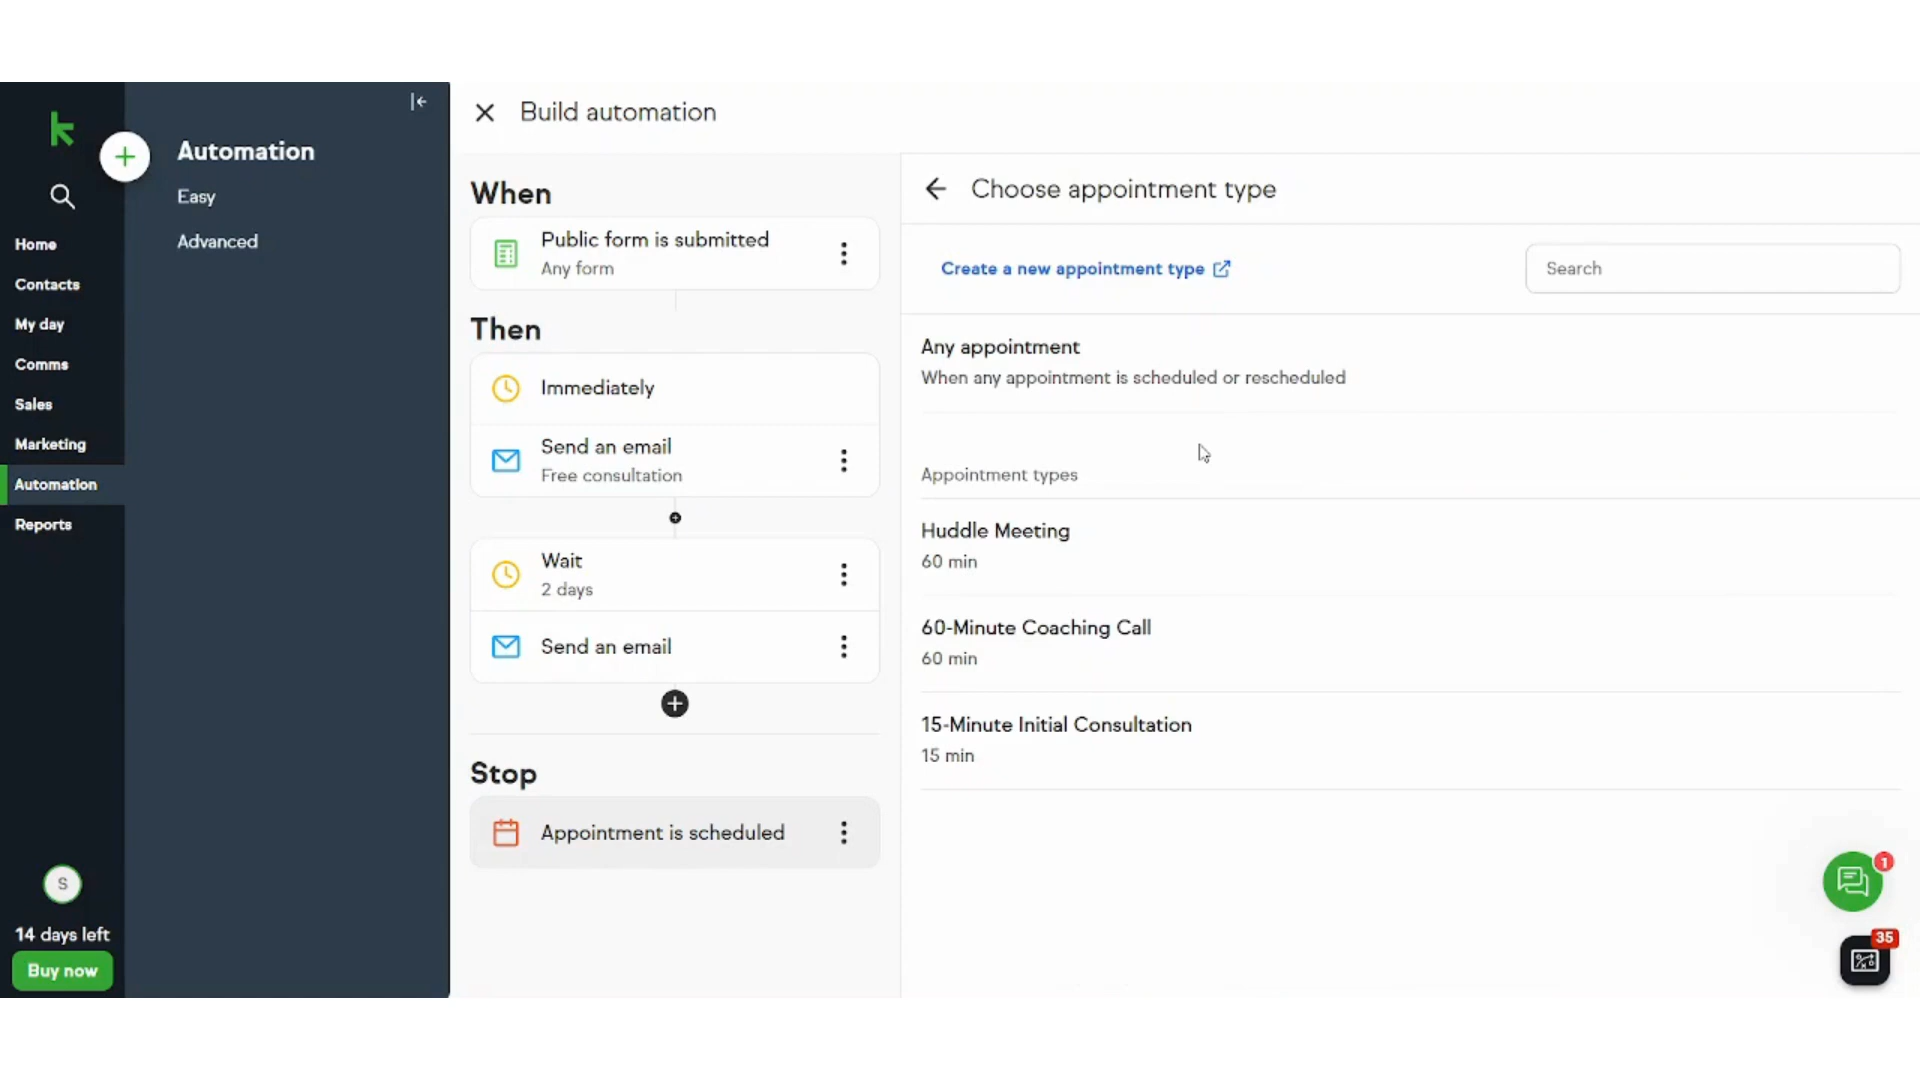 Automation
Easy
Advanced
Home
Contacts
My day
Comms
Sales
Marketing
Automation
Reports
S
14 days left
Buy now
Build automation
When
Public form is submitted
Any form
Then
Immediately
Send an email
Free consultation
Wait
2 days
Send an email
Stop
Appointment is scheduled
Choose appointment type
Create a new appointment type
Search
Any appointment
When any appointment is scheduled or rescheduled
Appointment types
Huddle Meeting
60 min
60-Minute Coaching Call
60 min
15-Minute Initial Consultation
15 min
1
35